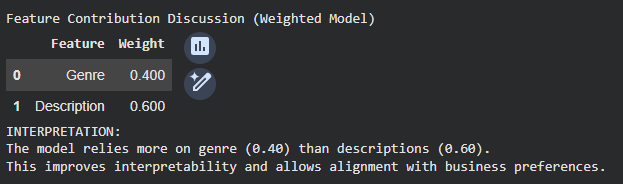 Feature Contribution Discussion (Weighted Model)
Feature Weight
0 Genre 0.400
1 Description 0.600
INTERPRETATION:
The model relies more on genre (0.40) than descriptions (0.60).
This improves interpretability and allows alignment with business preferences.